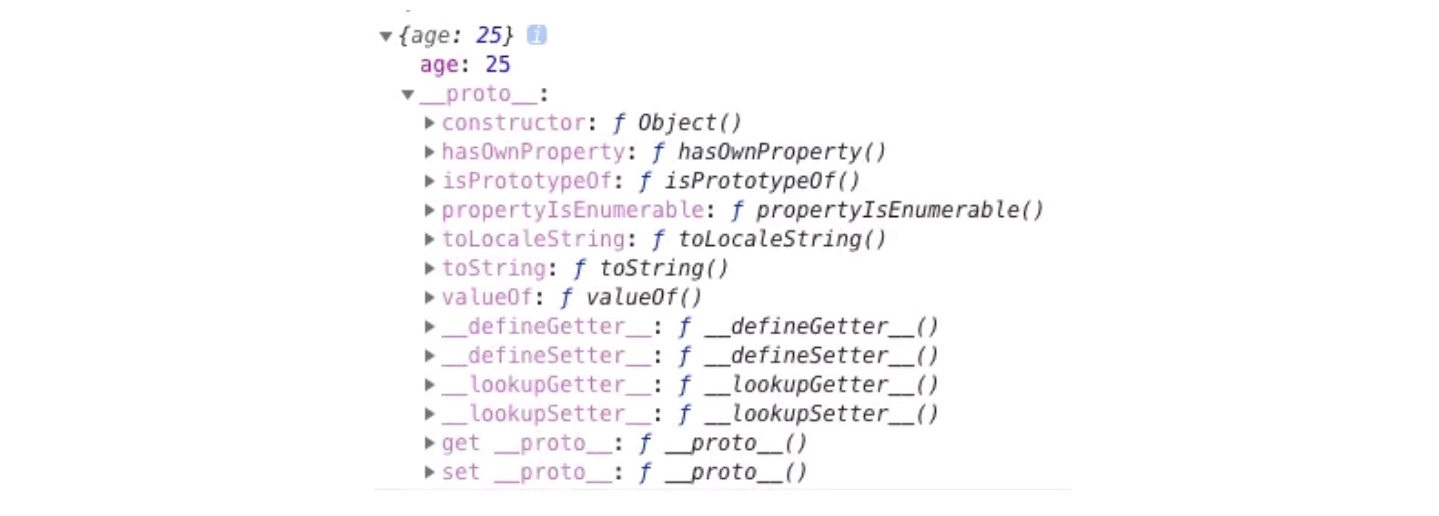 {age: 25} i
age: 25
__proto__:
constructor: ƒ Object()
hasOwnProperty: ƒ hasOwnProperty()
isPrototypeOf: ƒ isPrototypeOf()
propertyIsEnumerable: ƒ propertyIsEnumerable()
toLocaleString: ƒ toLocaleString()
toString: ƒ toString()
valueOf: ƒ valueOf()
__defineGetter__: ƒ __defineGetter__()
__defineSetter__: ƒ __defineSetter__()
__lookupGetter__: ƒ __lookupGetter__()
__lookupSetter__: ƒ __lookupSetter__()
get __proto__: ƒ __proto__()
set __proto__: ƒ __proto__()